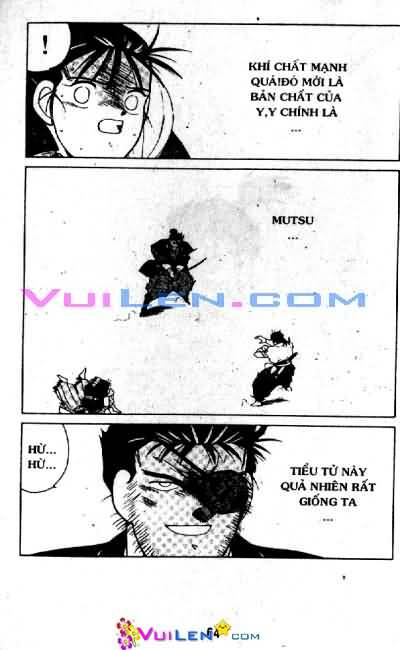 !
KHÍ CHẤT MẠNH
QUÁ!ĐÓ MỚI LÀ
BẢN CHẤT CỦA
Y,Y CHÍNH LÀ
...
MUTSU
...
VUILEN.COM
HỪ...
HỪ...
TIỂU TỬ NÀY
QUẢ NHIÊN RẤT
GIỐNG TA
...
64
VUILEN